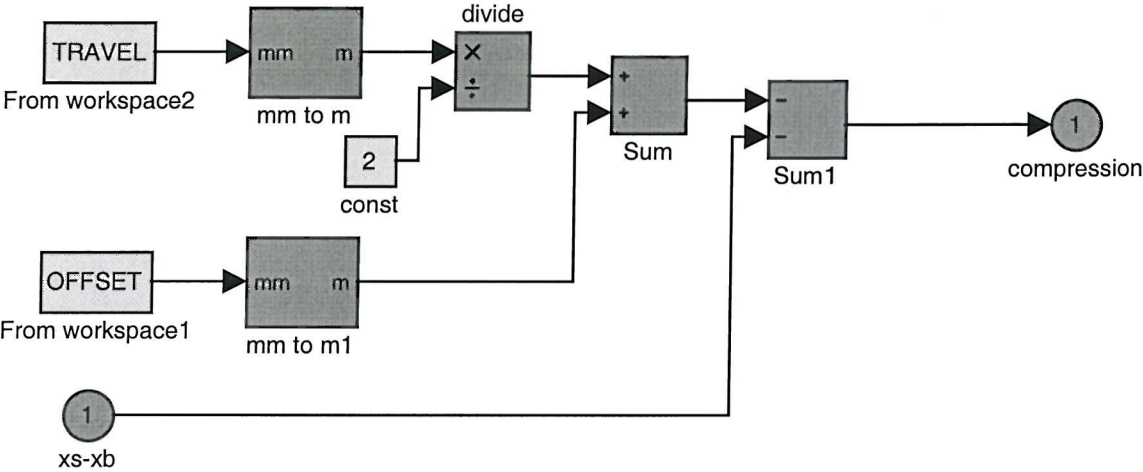 divide
TRAVEL
mm m
×
÷
From workspace2
mm to m
+
+
2
Sum
const
−
−
Sum1
1
compression
OFFSET
mm m
From workspace1
mm to m1
1
xs-xb